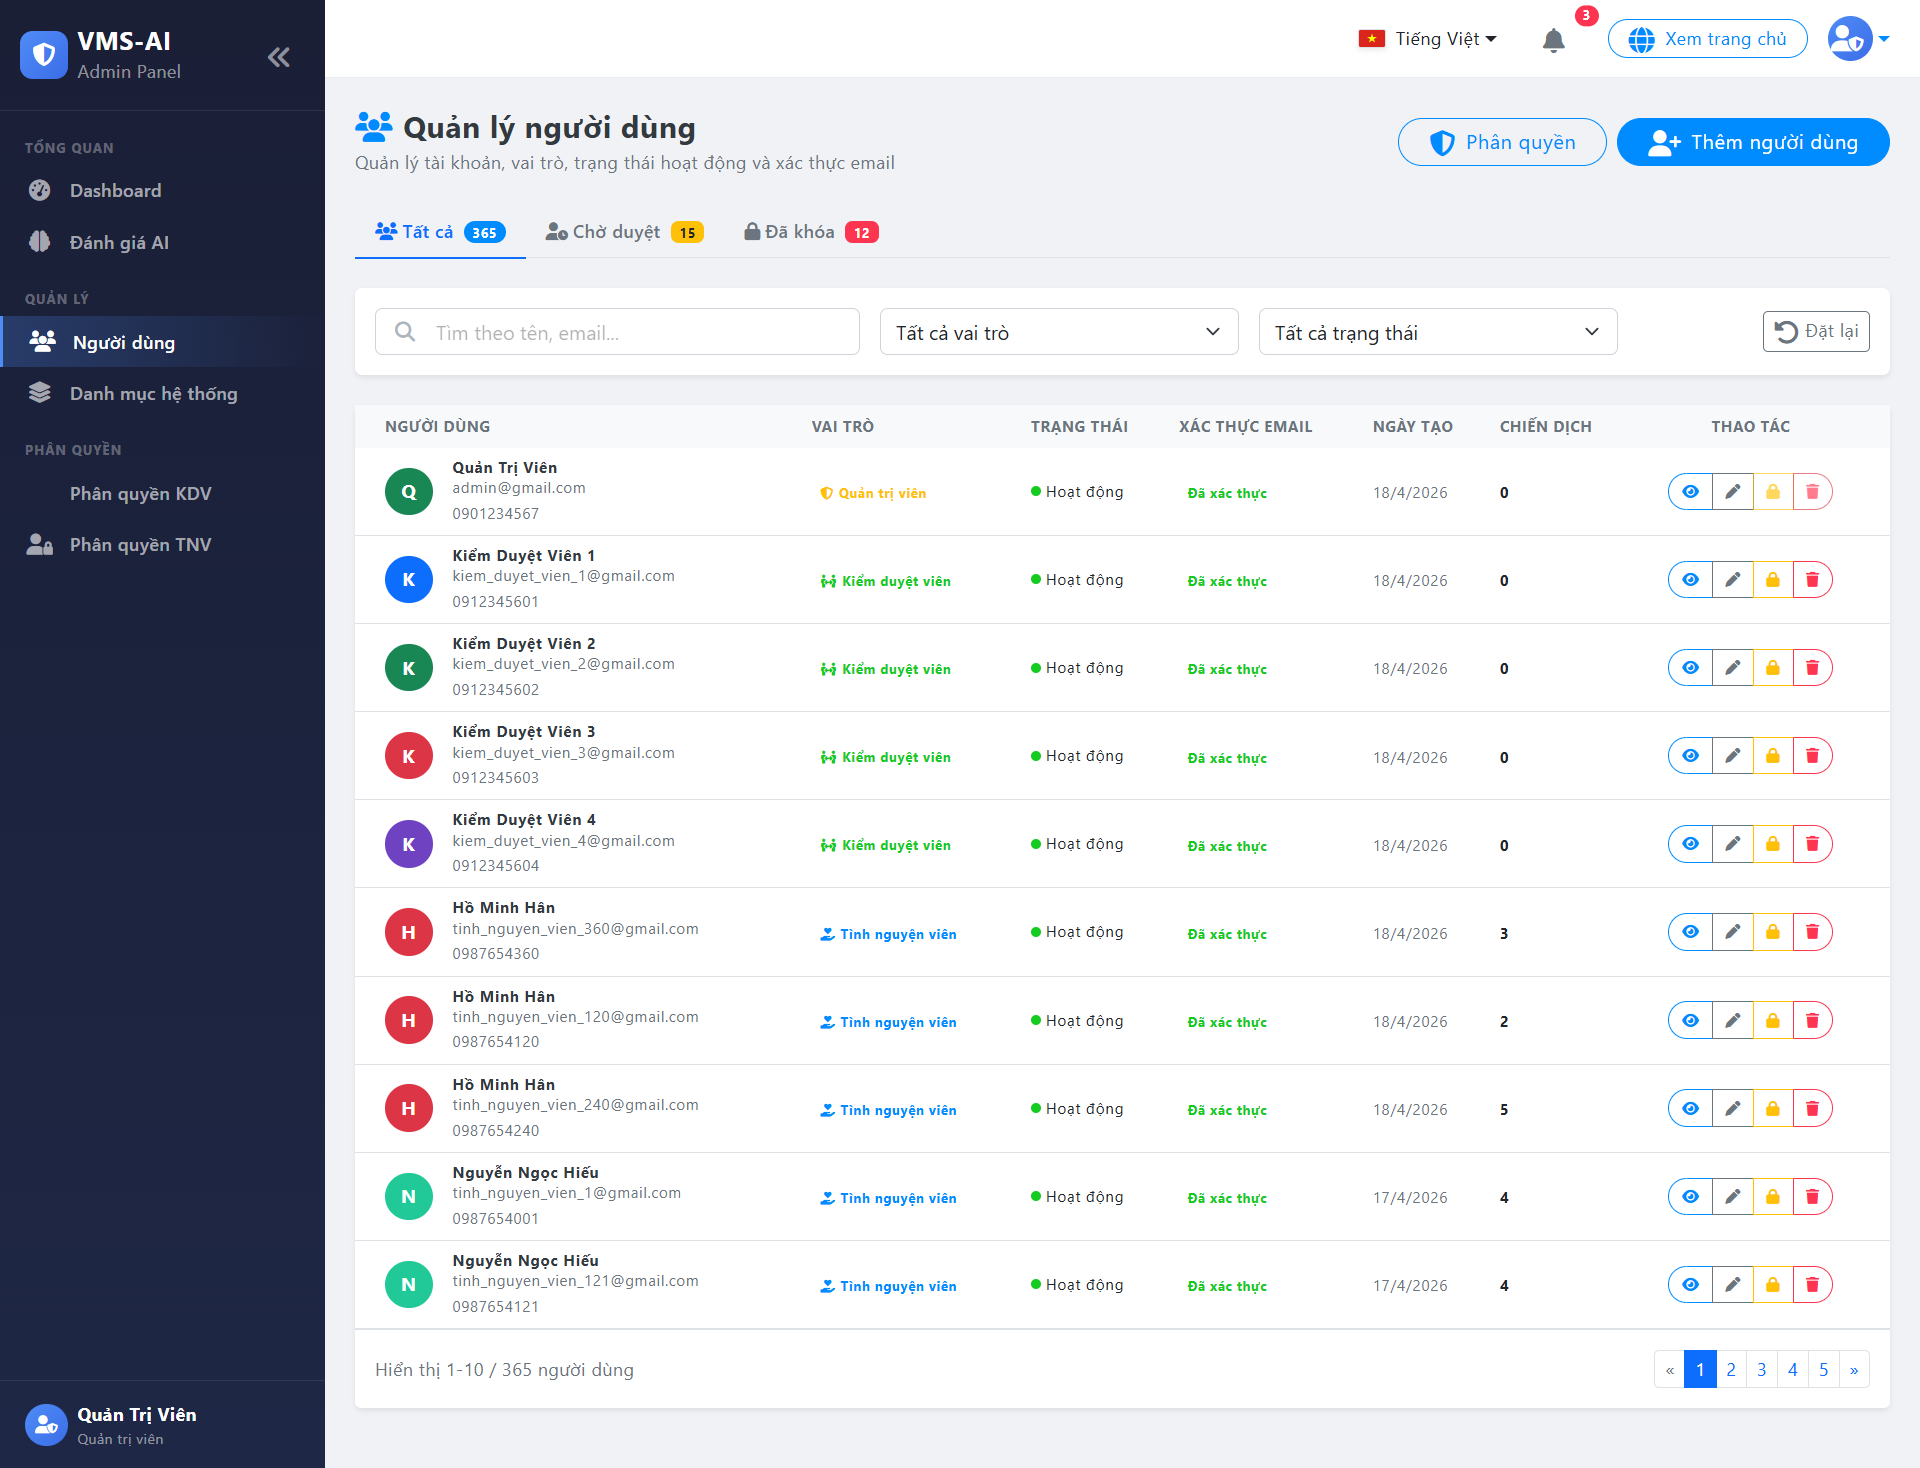 VMS-AI
Admin Panel
TỔNG QUAN
Dashboard
Đánh giá AI
QUẢN LÝ
Người dùng
Danh mục hệ thống
PHÂN QUYỀN
Phân quyền KDV
Phân quyền TNV
Quản Trị Viên
Quản trị viên
Tiếng Việt
3
Xem trang chủ
Quản lý người dùng
Quản lý tài khoản, vai trò, trạng thái hoạt động và xác thực email
Phân quyền
Thêm người dùng
Tất cả 365
Chờ duyệt 15
Đã khóa 12
Tìm theo tên, email...
Tất cả vai trò
Tất cả trạng thái
Đặt lại
NGƯỜI DÙNG VAI TRÒ TRẠNG THÁI XÁC THỰC EMAIL NGÀY TẠO CHIẾN DỊCH THAO TÁC
Quản Trị Viên
admin@gmail.com
0901234567
Q
Quản trị viên Hoạt động Đã xác thực 18/4/2026 0
Kiểm Duyệt Viên 1
kiem_duyet_vien_1@gmail.com
0912345601
K
Kiểm duyệt viên Hoạt động Đã xác thực 18/4/2026 0
Kiểm Duyệt Viên 2
kiem_duyet_vien_2@gmail.com
0912345602
K
Kiểm duyệt viên Hoạt động Đã xác thực 18/4/2026 0
Kiểm Duyệt Viên 3
kiem_duyet_vien_3@gmail.com
0912345603
K
Kiểm duyệt viên Hoạt động Đã xác thực 18/4/2026 0
Kiểm Duyệt Viên 4
kiem_duyet_vien_4@gmail.com
0912345604
K
Kiểm duyệt viên Hoạt động Đã xác thực 18/4/2026 0
Hồ Minh Hân
tinh_nguyen_vien_360@gmail.com
0987654360
H
Tình nguyện viên Hoạt động Đã xác thực 18/4/2026 3
Hồ Minh Hân
tinh_nguyen_vien_120@gmail.com
0987654120
H
Tình nguyện viên Hoạt động Đã xác thực 18/4/2026 2
Hồ Minh Hân
tinh_nguyen_vien_240@gmail.com
0987654240
H
Tình nguyện viên Hoạt động Đã xác thực 18/4/2026 5
Nguyễn Ngọc Hiếu
tinh_nguyen_vien_1@gmail.com
0987654001
N
Tình nguyện viên Hoạt động Đã xác thực 17/4/2026 4
Nguyễn Ngọc Hiếu
tinh_nguyen_vien_121@gmail.com
0987654121
N
Tình nguyện viên Hoạt động Đã xác thực 17/4/2026 4
Hiển thị 1-10 / 365 người dùng
« 1 2 3 4 5 »